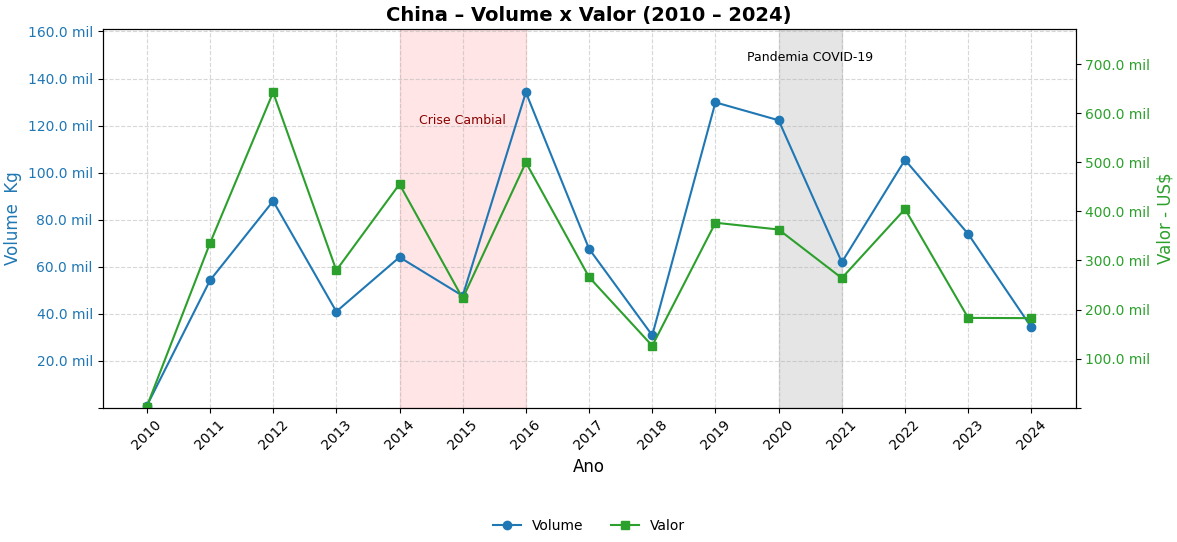 China – Volume x Valor (2010 – 2024)
160.0 mil
140.0 mil
120.0 mil
100.0 mil
80.0 mil
60.0 mil
40.0 mil
20.0 mil
Volume  Kg
Crise Cambial
Pandemia COVID-19
700.0 mil
600.0 mil
500.0 mil
400.0 mil
300.0 mil
200.0 mil
100.0 mil
Valor - US$
2010 2011 2012 2013 2014 2015 2016 2017 2018 2019 2020 2021 2022 2023 2024
Ano
Volume Valor